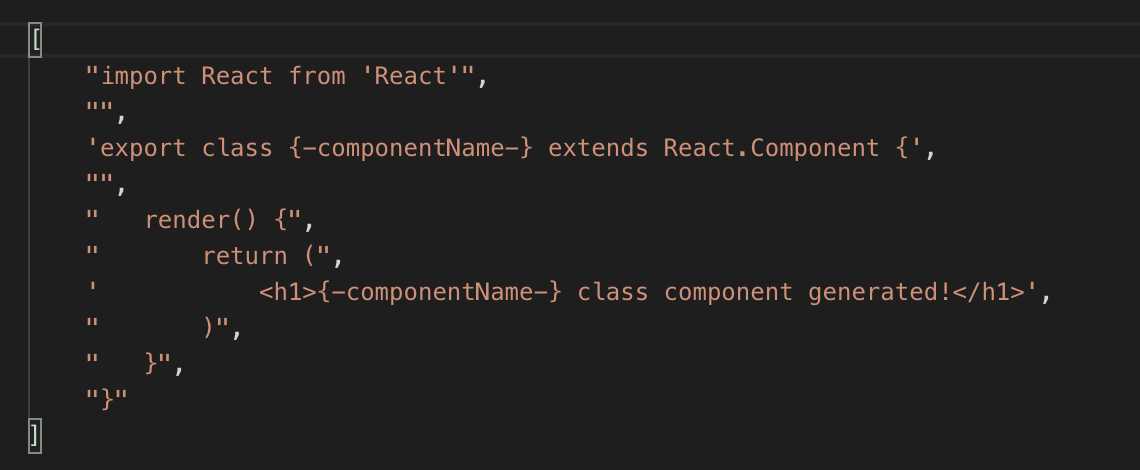 [
    "import React from 'React'",
    "",
    'export class {-componentName-} extends React.Component {',
    "",
    "   render() {",
    "       return (",
    '           <h1>{-componentName-} class component generated!</h1>',
    "       )",
    "   }",
    "}"
]